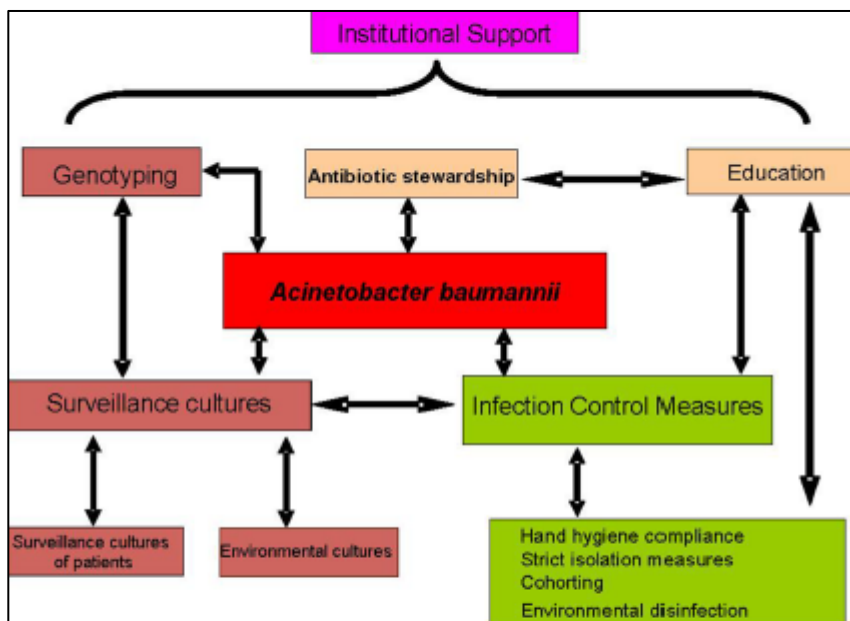 Institutional Support
Genotyping
Antibiotic stewardship
Education
Acinetobacter baumannii
Surveillance cultures
Infection Control Measures
Surveillance cultures
of patients
Environmental cultures
Hand hygiene compliance
Strict isolation measures
Cohorting
Environmental disinfection